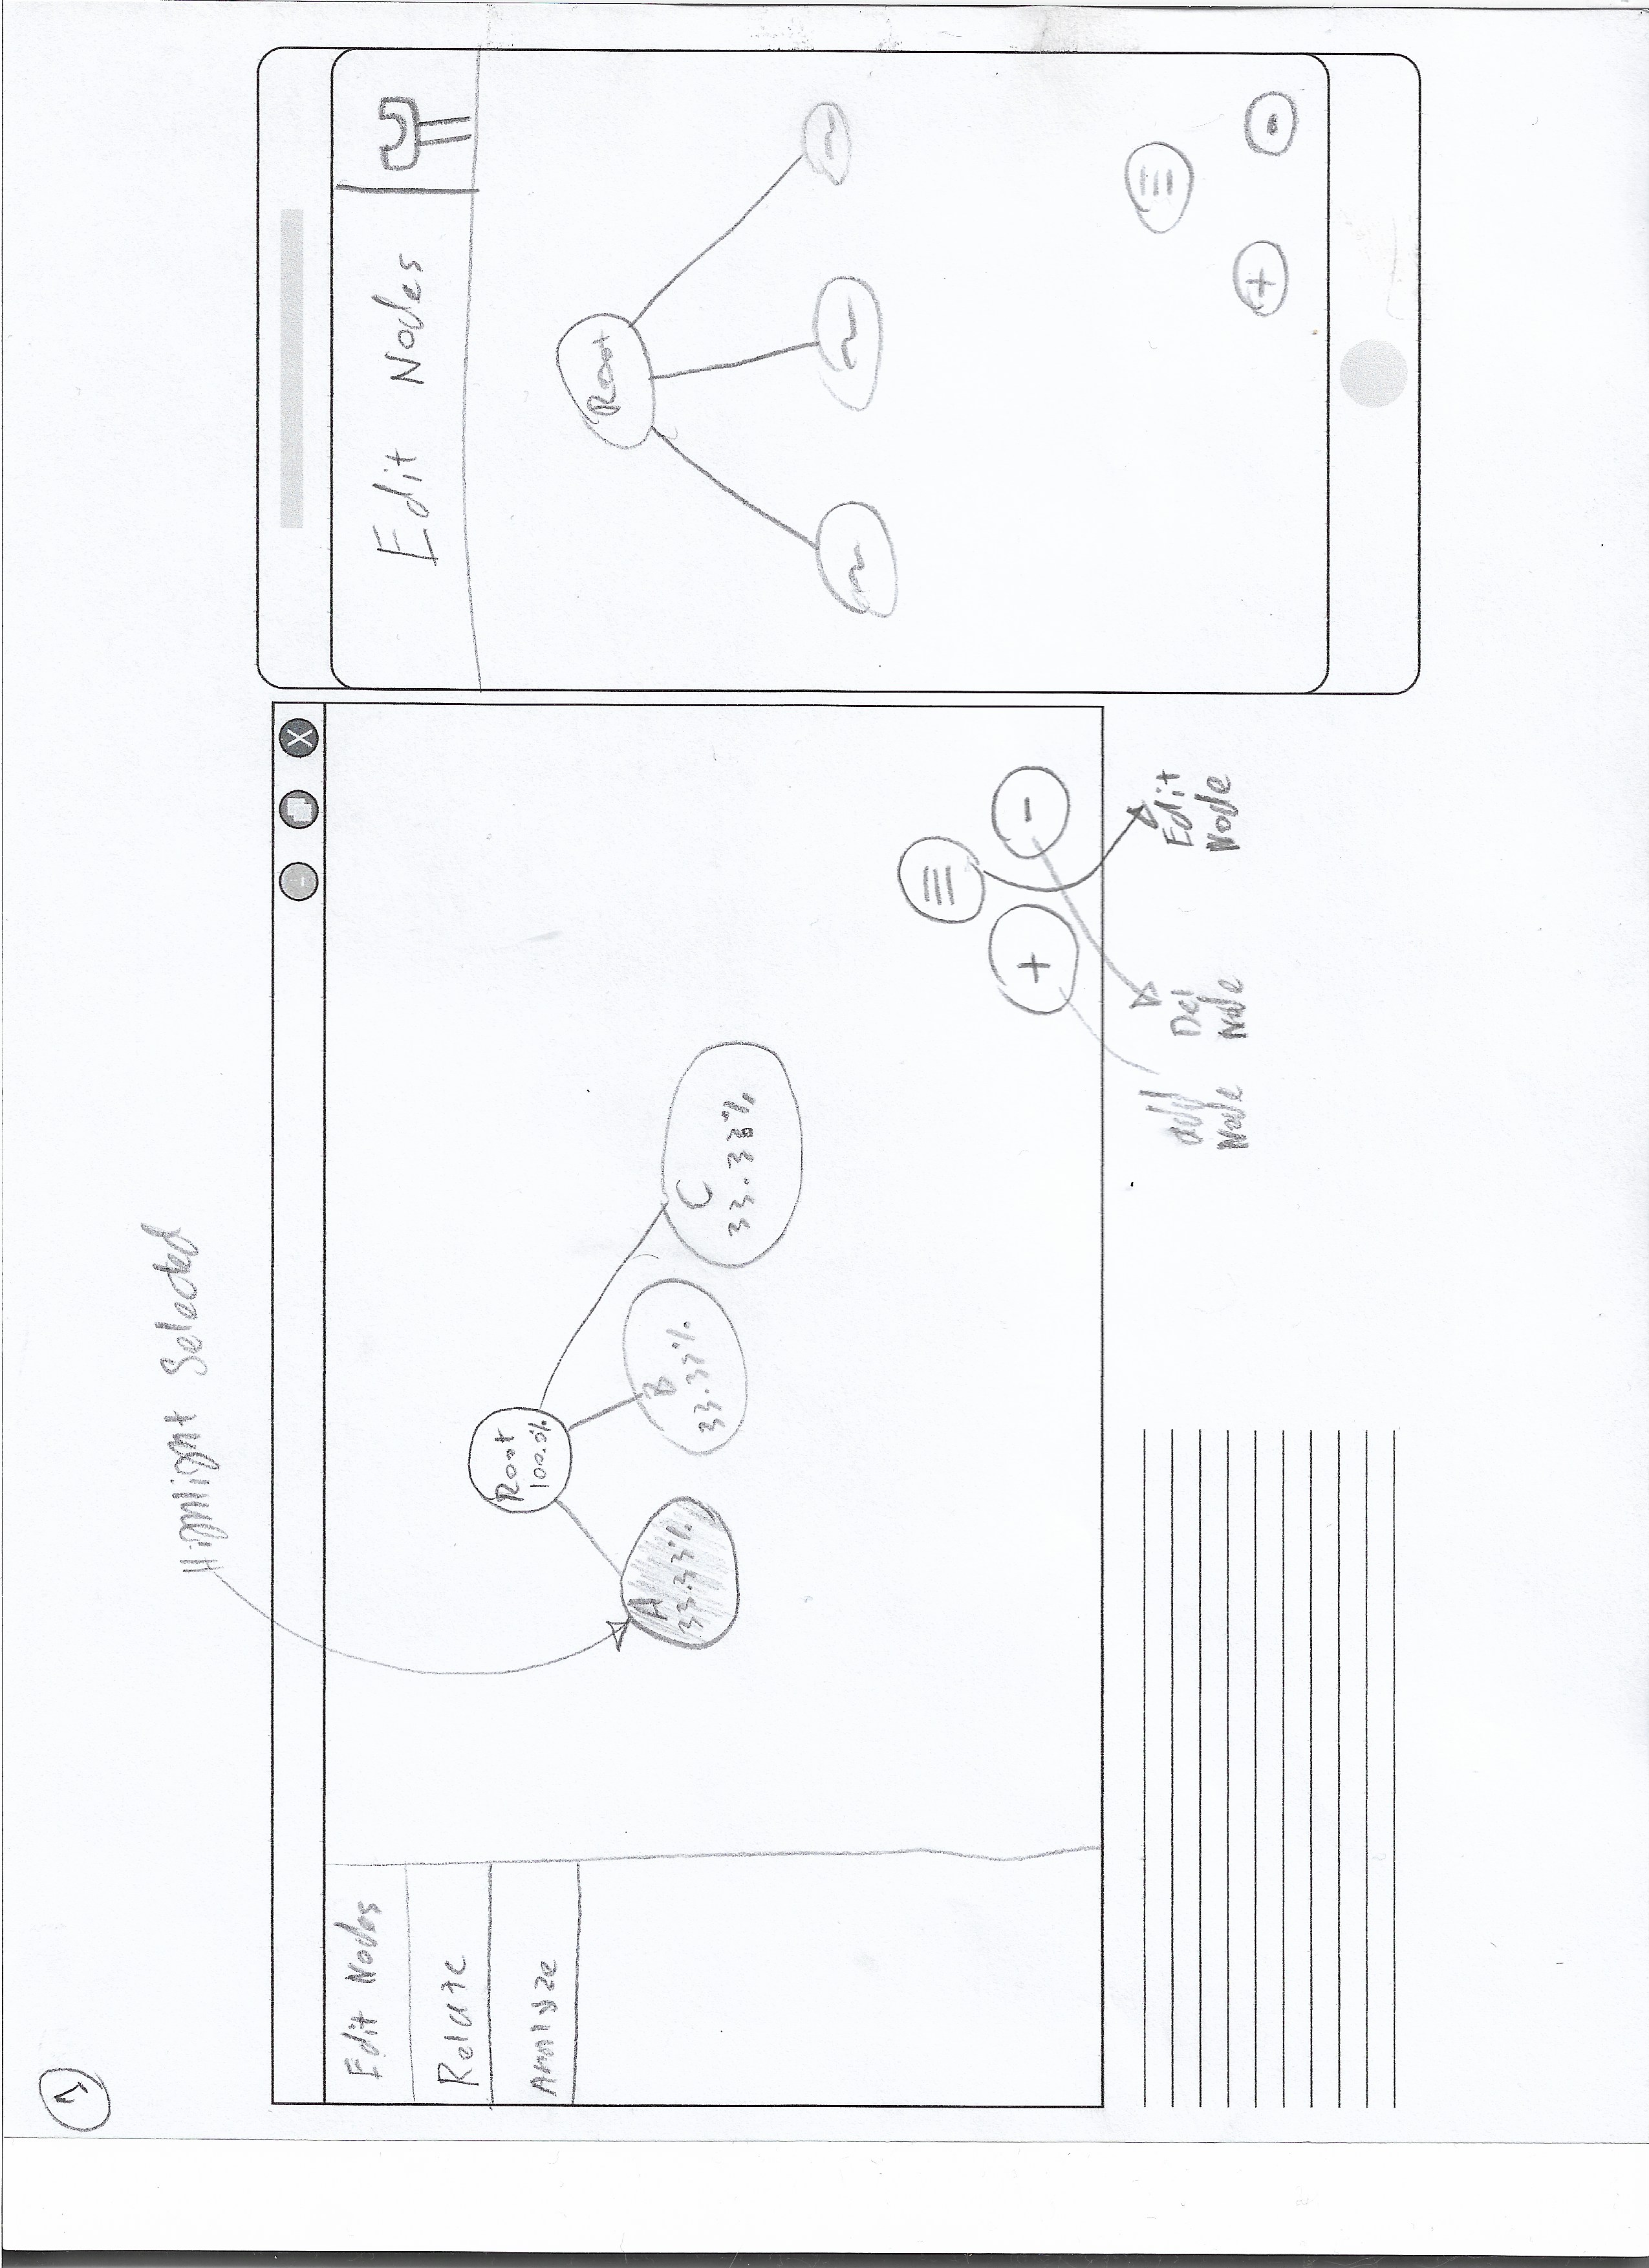 1
Highlight Selected
X
Edit Nodes
Relate
Analyze
Root
100.0%
A
33.33%
B
33.33%
C
33.33%
+
-
add
Node
Del
Node
Edit
Node
Edit Nodes
Root
+
-